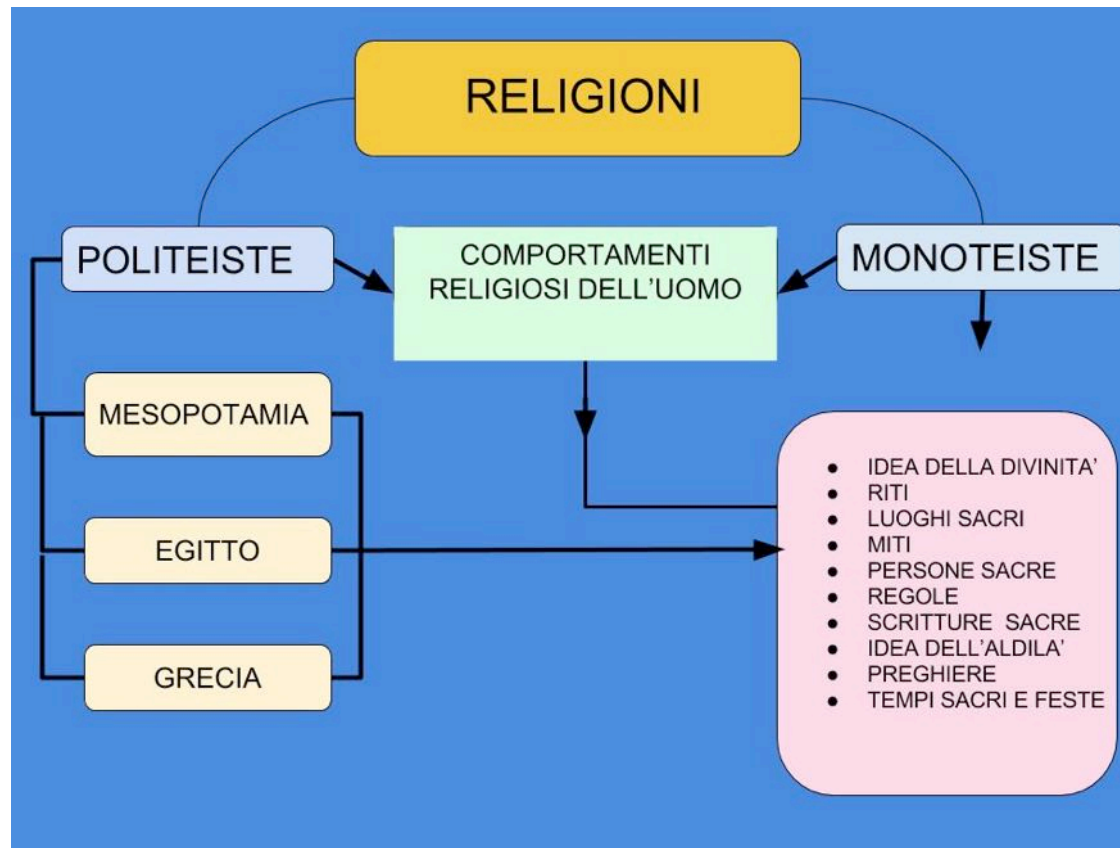 RELIGIONI
POLITEISTE
COMPORTAMENTI
RELIGIOSI DELL'UOMO
MONOTEISTE
MESOPOTAMIA
EGITTO
GRECIA
● IDEA DELLA DIVINITA'
● RITI
● LUOGHI SACRI
● MITI
● PERSONE SACRE
● REGOLE
● SCRITTURE SACRE
● IDEA DELL'ALDILA'
● PREGHIERE
● TEMPI SACRI E FESTE